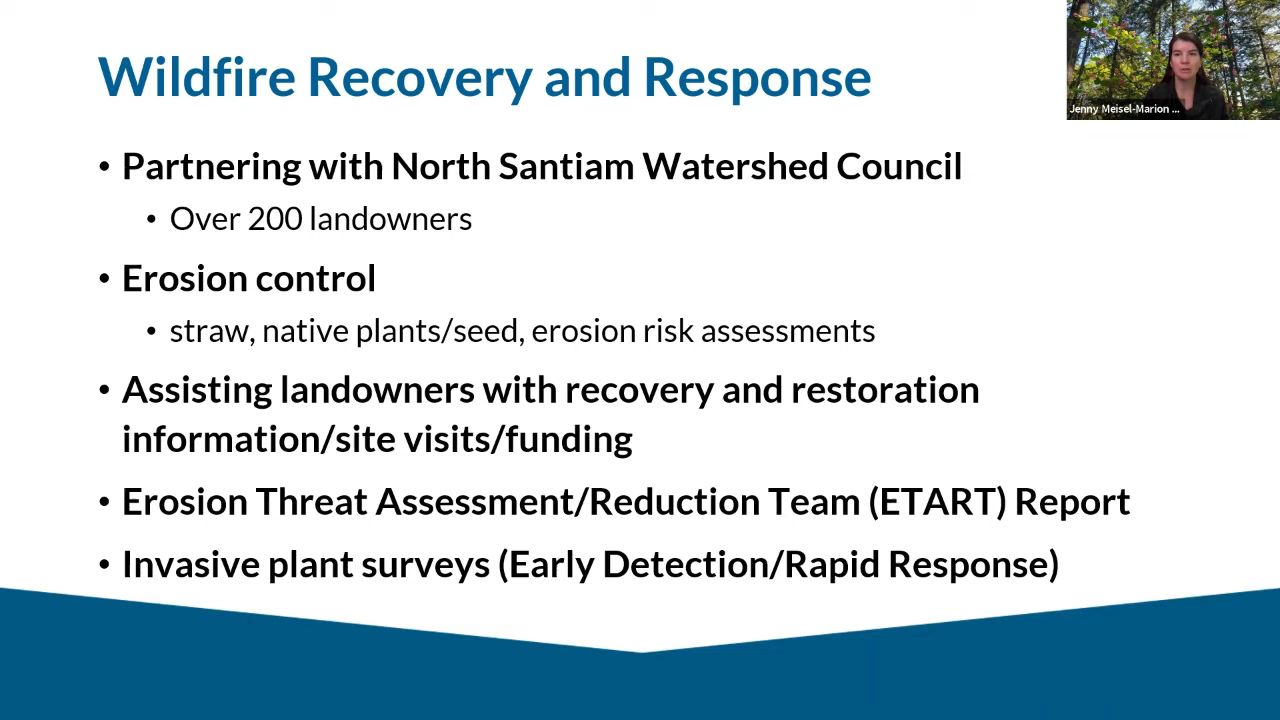 Wildfire Recovery and Response
Jenny Meisel-Marion ...
• Partnering with North Santiam Watershed Council
• Over 200 landowners
• Erosion control
• straw, native plants/seed, erosion risk assessments
• Assisting landowners with recovery and restoration
information/site visits/funding
• Erosion Threat Assessment/Reduction Team (ETART) Report
• Invasive plant surveys (Early Detection/Rapid Response)